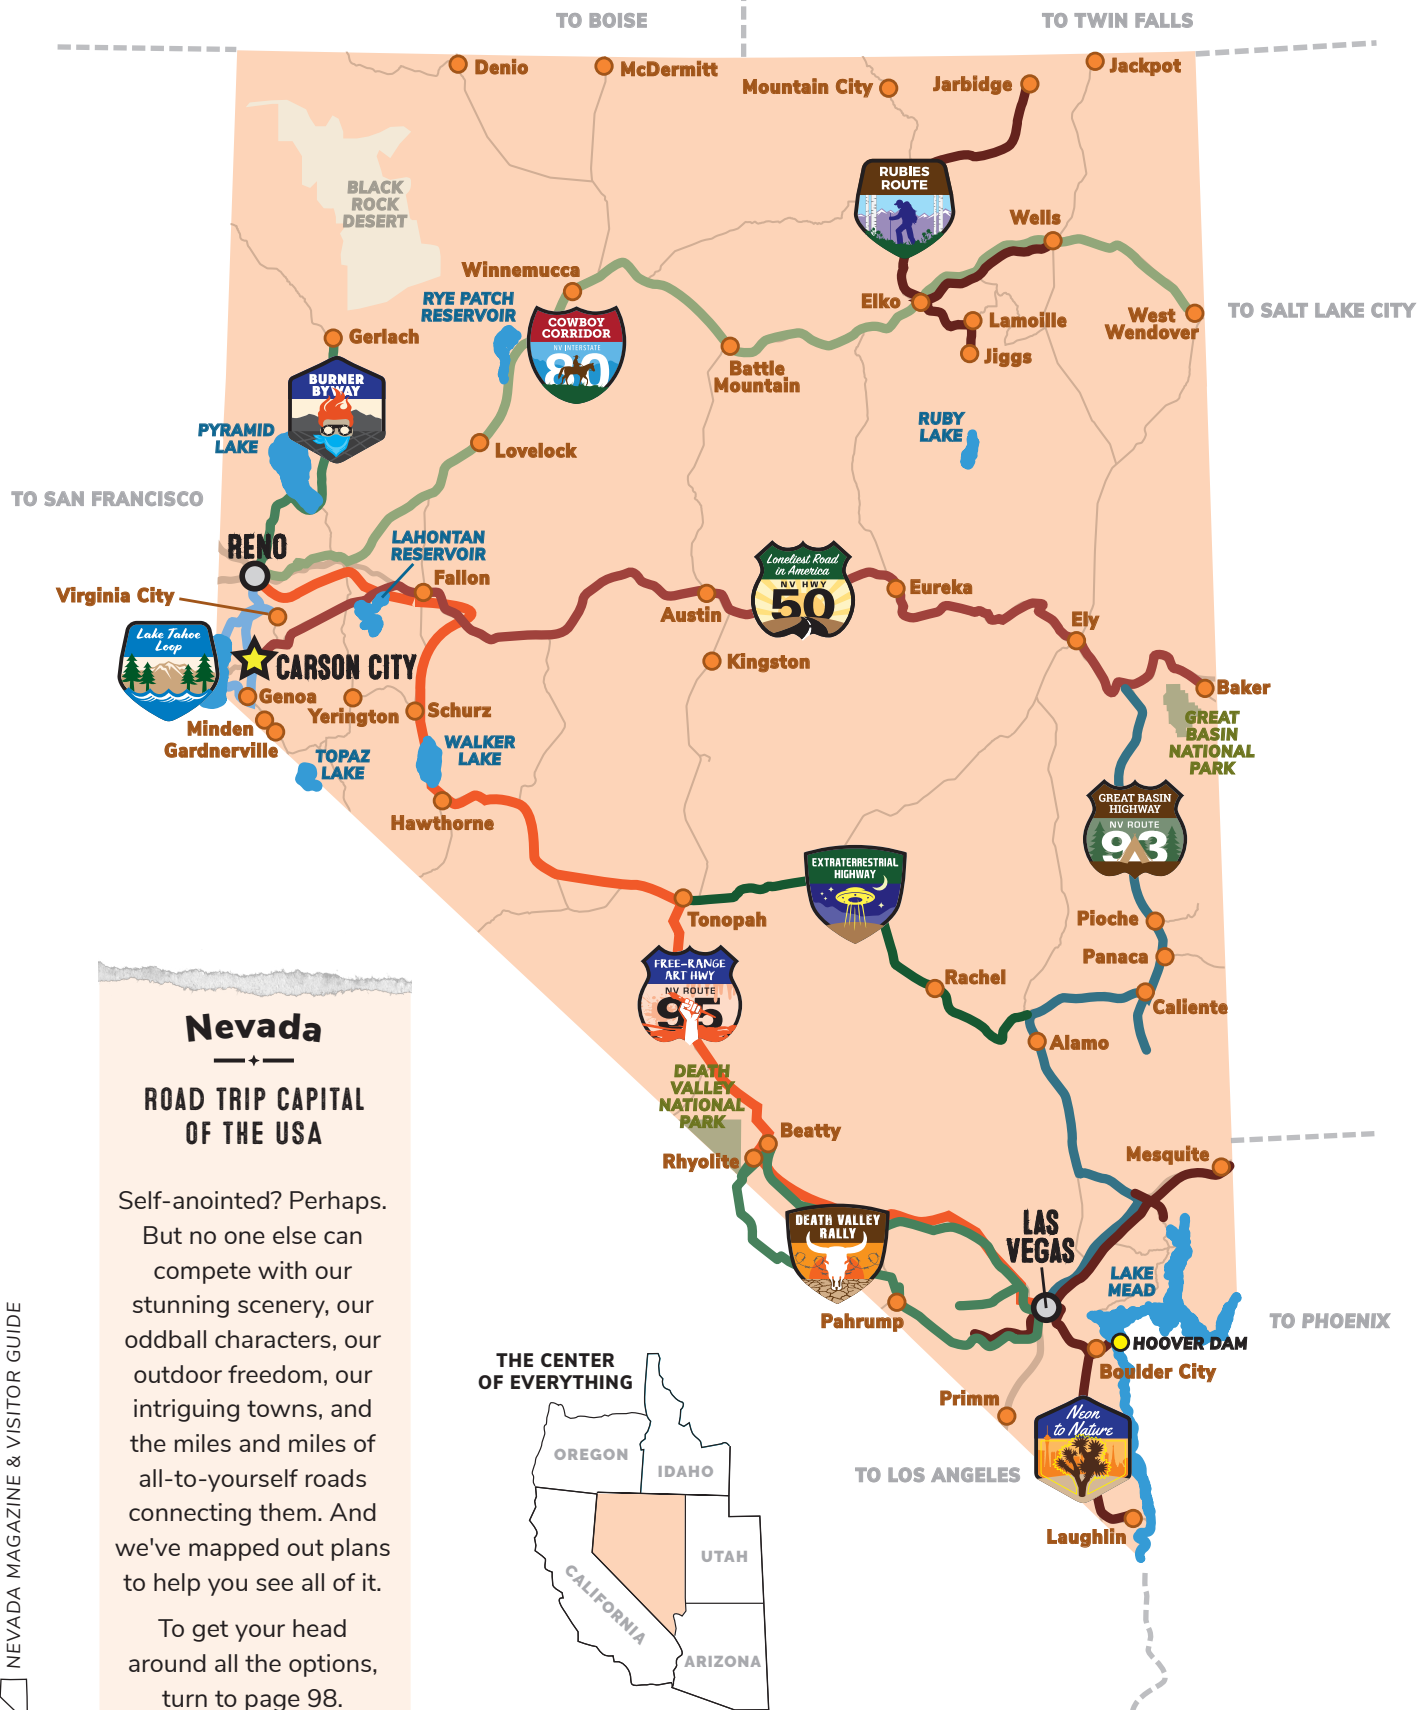 TO BOISE
TO TWIN FALLS
Denio
McDermitt
Mountain City
Jarbidge
Jackpot
BLACK
ROCK
DESERT
RUBIES
ROUTE
Wells
Winnemucca
RYE PATCH
RESERVOIR
COWBOY
CORRIDOR
NV INTERSTATE
80
Elko
Lamoille
Jiggs
West
Wendover
TO SALT LAKE CITY
Gerlach
BURNER
BYWAY
Battle
Mountain
PYRAMID
LAKE
RUBY
LAKE
Lovelock
TO SAN FRANCISCO
RENO
LAHONTAN
RESERVOIR
Fallon
Virginia City
Loneliest Road
in America
NV HWY
50
Austin
Eureka
Ely
Lake Tahoe
Loop
CARSON CITY
Kingston
Genoa
Yerington
Schurz
Baker
Minden
Gardnerville
TOPAZ
LAKE
WALKER
LAKE
GREAT
BASIN
NATIONAL
PARK
Hawthorne
GREAT BASIN
HIGHWAY
NV ROUTE
93
EXTRATERRESTRIAL
HIGHWAY
Tonopah
Pioche
Panaca
FREE-RANGE
ART HWY
NV ROUTE
95
Rachel
Caliente
Alamo
DEATH
VALLEY
NATIONAL
PARK
Beatty
Rhyolite
Mesquite
DEATH VALLEY
RALLY
LAS
VEGAS
LAKE
MEAD
Pahrump
TO PHOENIX
HOOVER DAM
Boulder City
Primm
Neon
to Nature
TO LOS ANGELES
Laughlin
Nevada
ROAD TRIP CAPITAL
OF THE USA
Self-anointed? Perhaps.
But no one else can
compete with our
stunning scenery, our
oddball characters, our
outdoor freedom, our
intriguing towns, and
the miles and miles of
all-to-yourself roads
connecting them. And
we've mapped out plans
to help you see all of it.
To get your head
around all the options,
turn to page 98.
THE CENTER
OF EVERYTHING
OREGON
IDAHO
UTAH
CALIFORNIA
ARIZONA
NEVADA MAGAZINE & VISITOR GUIDE